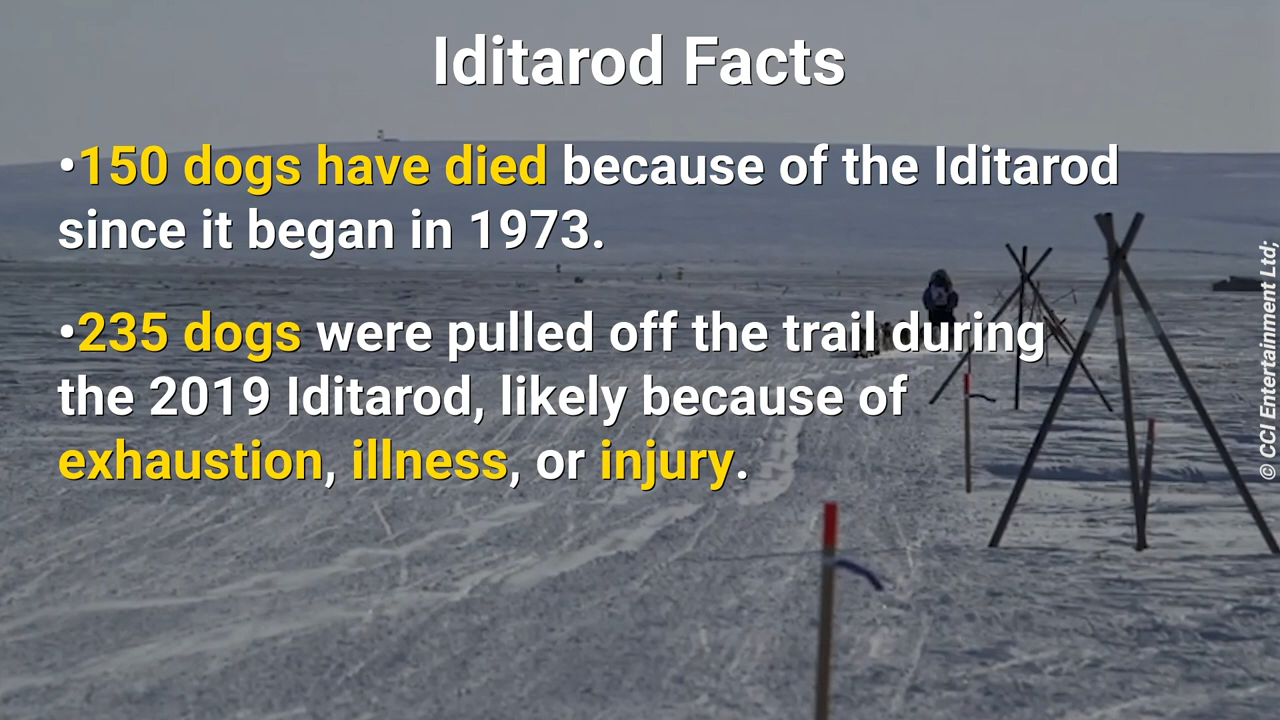 Iditarod Facts
•150 dogs have died because of the Iditarod
since it began in 1973.
•235 dogs were pulled off the trail during
the 2019 Iditarod, likely because of
exhaustion, illness, or injury.
© CCI Entertainment Ltd;